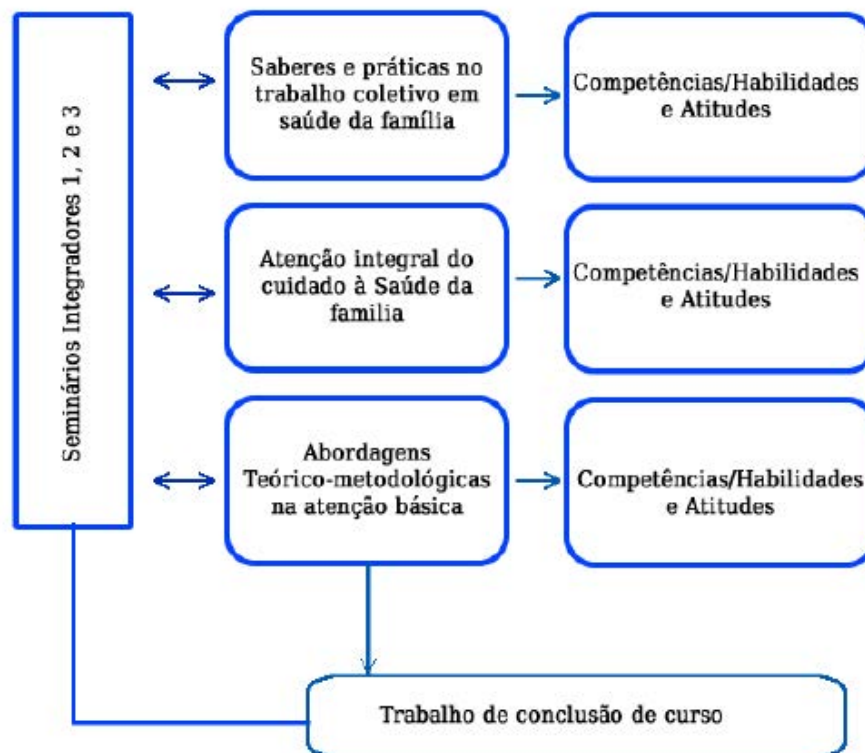 Seminários Integradores 1, 2 e 3
Saberes e práticas no
trabalho coletivo em
saúde da família
Competências/Habilidades
e Atitudes
Atenção integral do
cuidado à Saúde da
familia
Competências/Habilidades
e Atitudes
Abordagens
Teórico-metodológicas
na atenção básica
Competências/Habilidades
e Atitudes
Trabalho de conclusão de curso